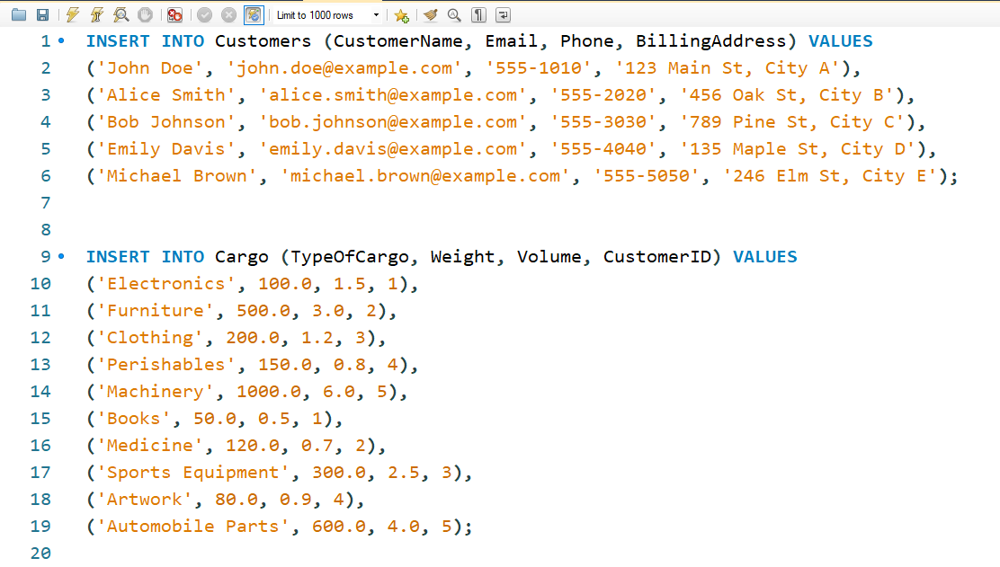 Limit to 1000 rows
1 INSERT INTO Customers (CustomerName, Email, Phone, BillingAddress) VALUES
2 ('John Doe', 'john.doe@example.com', '555-1010', '123 Main St, City A'),
3 ('Alice Smith', 'alice.smith@example.com', '555-2020', '456 Oak St, City B'),
4 ('Bob Johnson', 'bob.johnson@example.com', '555-3030', '789 Pine St, City C'),
5 ('Emily Davis', 'emily.davis@example.com', '555-4040', '135 Maple St, City D'),
6 ('Michael Brown', 'michael.brown@example.com', '555-5050', '246 Elm St, City E');
7
8
9 INSERT INTO Cargo (TypeOfCargo, Weight, Volume, CustomerID) VALUES
10 ('Electronics', 100.0, 1.5, 1),
11 ('Furniture', 500.0, 3.0, 2),
12 ('Clothing', 200.0, 1.2, 3),
13 ('Perishables', 150.0, 0.8, 4),
14 ('Machinery', 1000.0, 6.0, 5),
15 ('Books', 50.0, 0.5, 1),
16 ('Medicine', 120.0, 0.7, 2),
17 ('Sports Equipment', 300.0, 2.5, 3),
18 ('Artwork', 80.0, 0.9, 4),
19 ('Automobile Parts', 600.0, 4.0, 5);
20